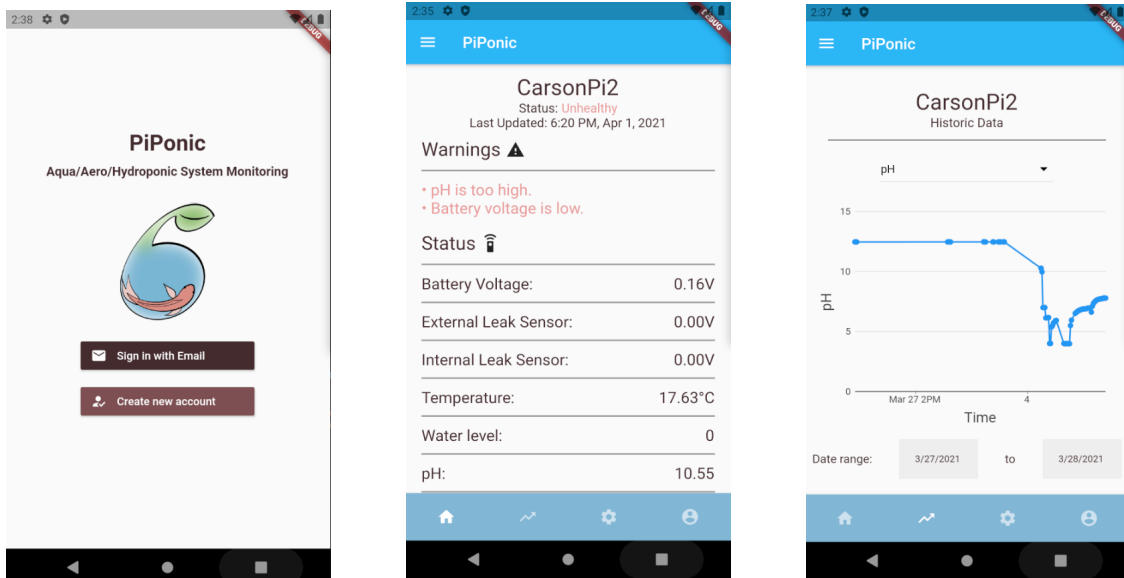 2:38
DEBUG
PiPonic
Aqua/Aero/Hydroponic System Monitoring
Sign in with Email
Create new account
2:35
DEBUG
PiPonic
CarsonPi2
Status: Unhealthy
Last Updated: 6:20 PM, Apr 1, 2021
Warnings
• pH is too high.
• Battery voltage is low.
Status
Battery Voltage: 0.16V
External Leak Sensor: 0.00V
Internal Leak Sensor: 0.00V
Temperature: 17.63°C
Water level: 0
pH: 10.55
2:37
DEBUG
PiPonic
CarsonPi2
Historic Data
pH
15
10
pH
5
0
Mar 27 2PM 4
Time
Date range: 3/27/2021 to 3/28/2021